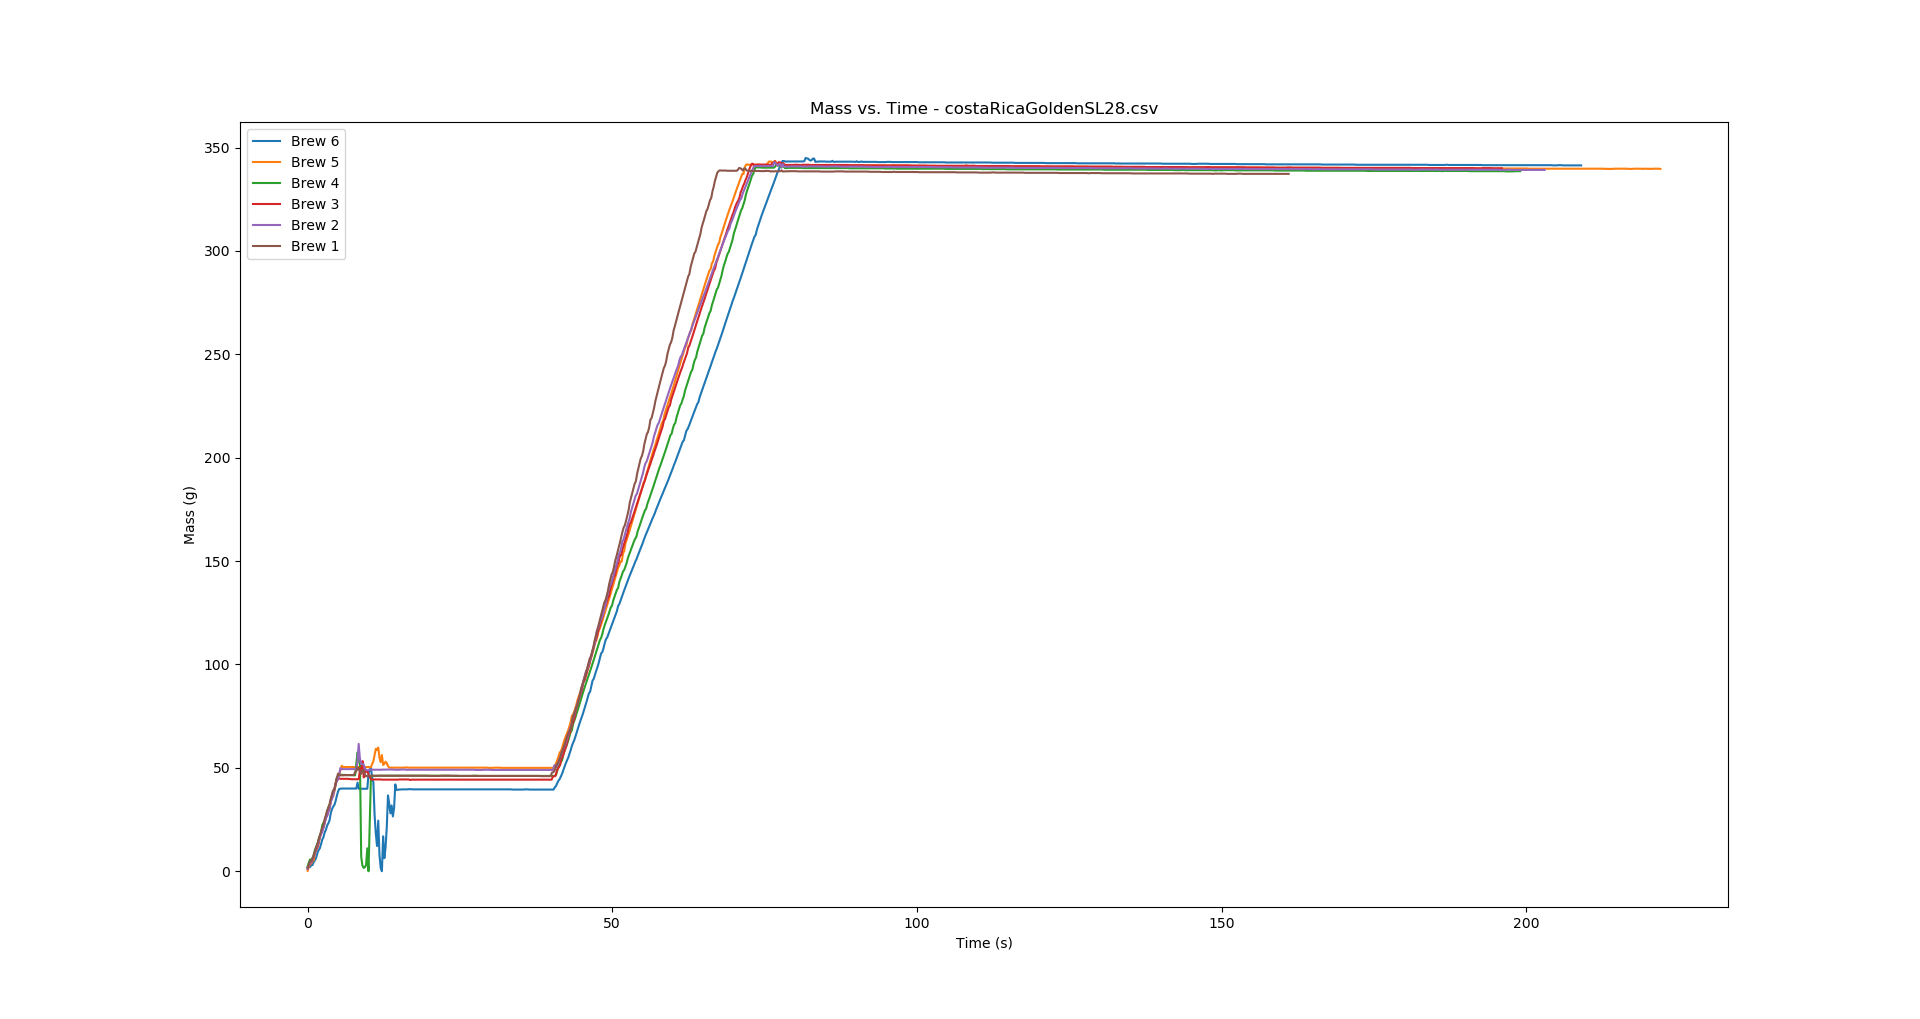 Mass vs. Time - costaRicaGoldenSL28.csv
Brew 6
Brew 5
Brew 4
Brew 3
Brew 2
Brew 1
350
300
250
200
150
100
50
0
Mass (g)
0 50 100 150 200
Time (s)